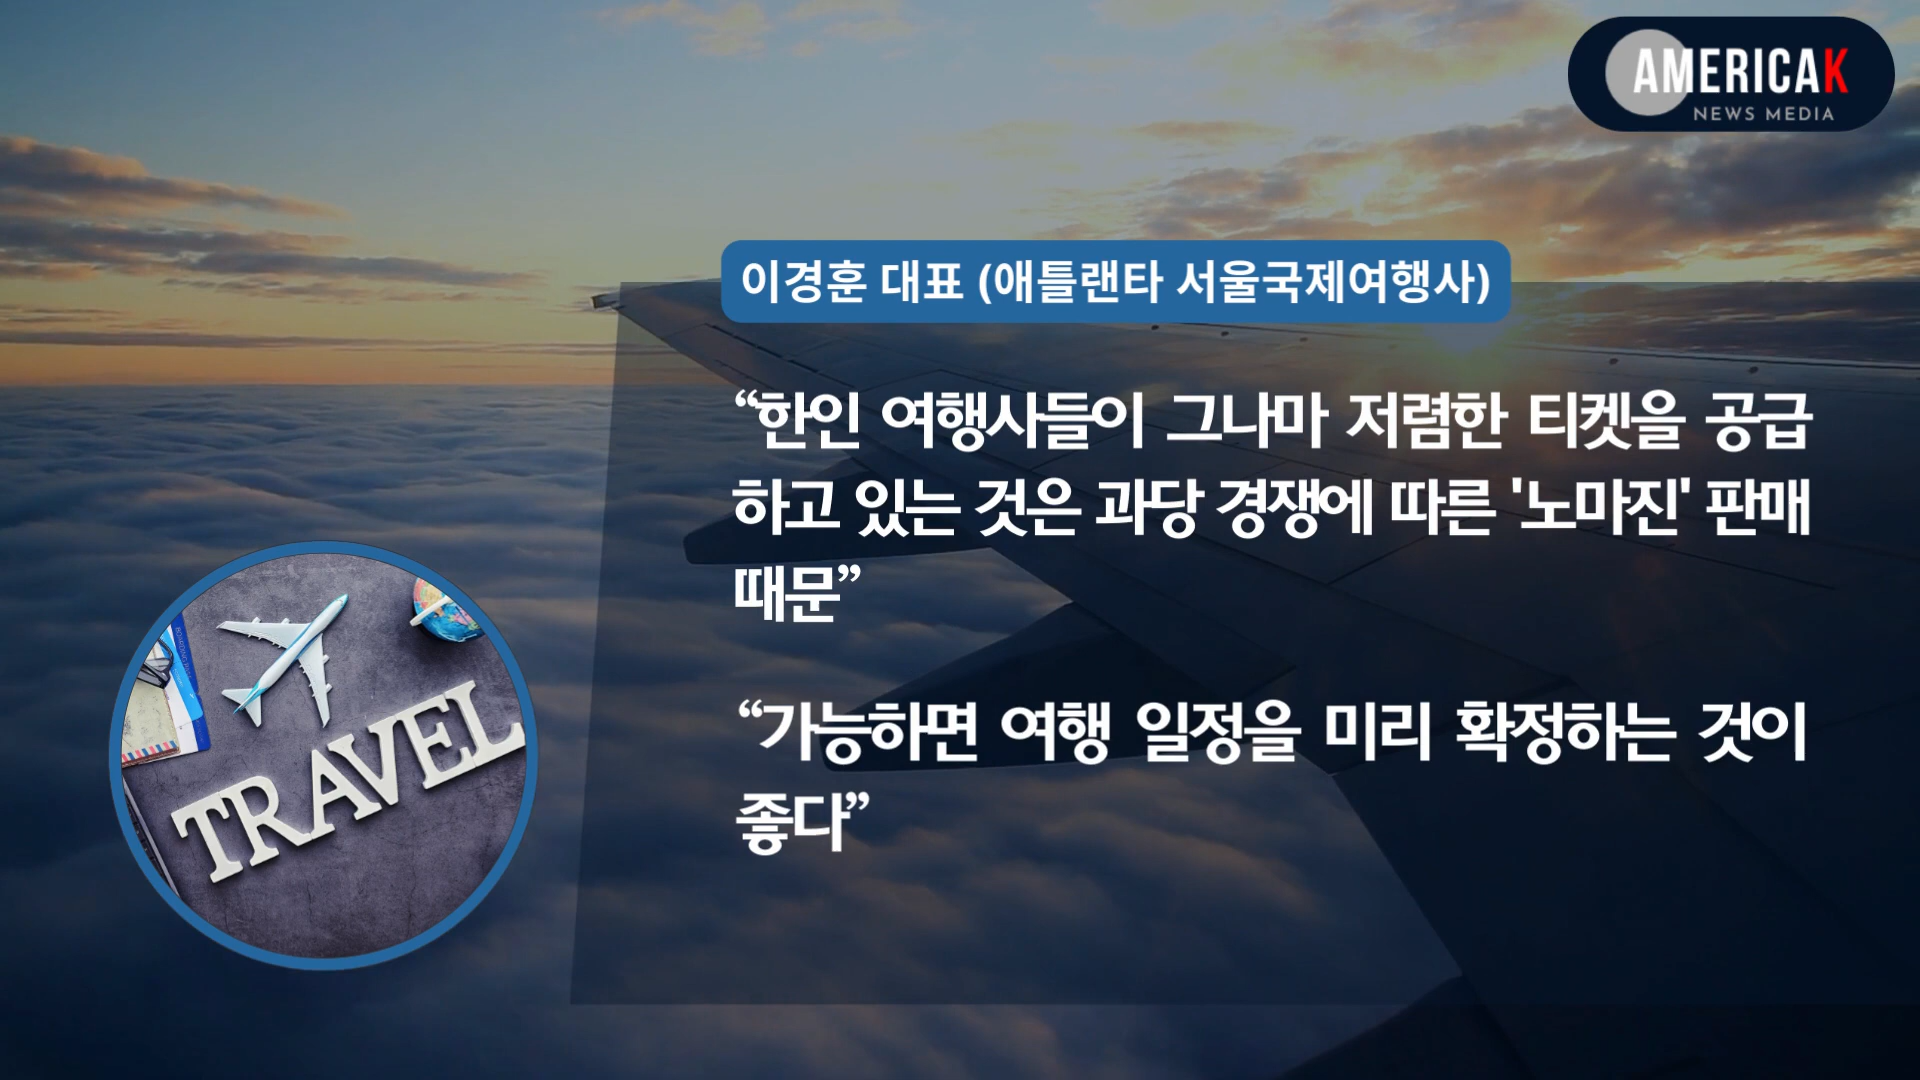 AMERICAK
NEWS MEDIA
이경훈 대표 (애틀랜타 서울국제여행사)
“한인 여행사들이 그나마 저렴한 티켓을 공급
하고 있는 것은 과당 경쟁에 따른 '노마진' 판매
때문”
“가능하면 여행 일정을 미리 확정하는 것이
좋다”
TRAVEL